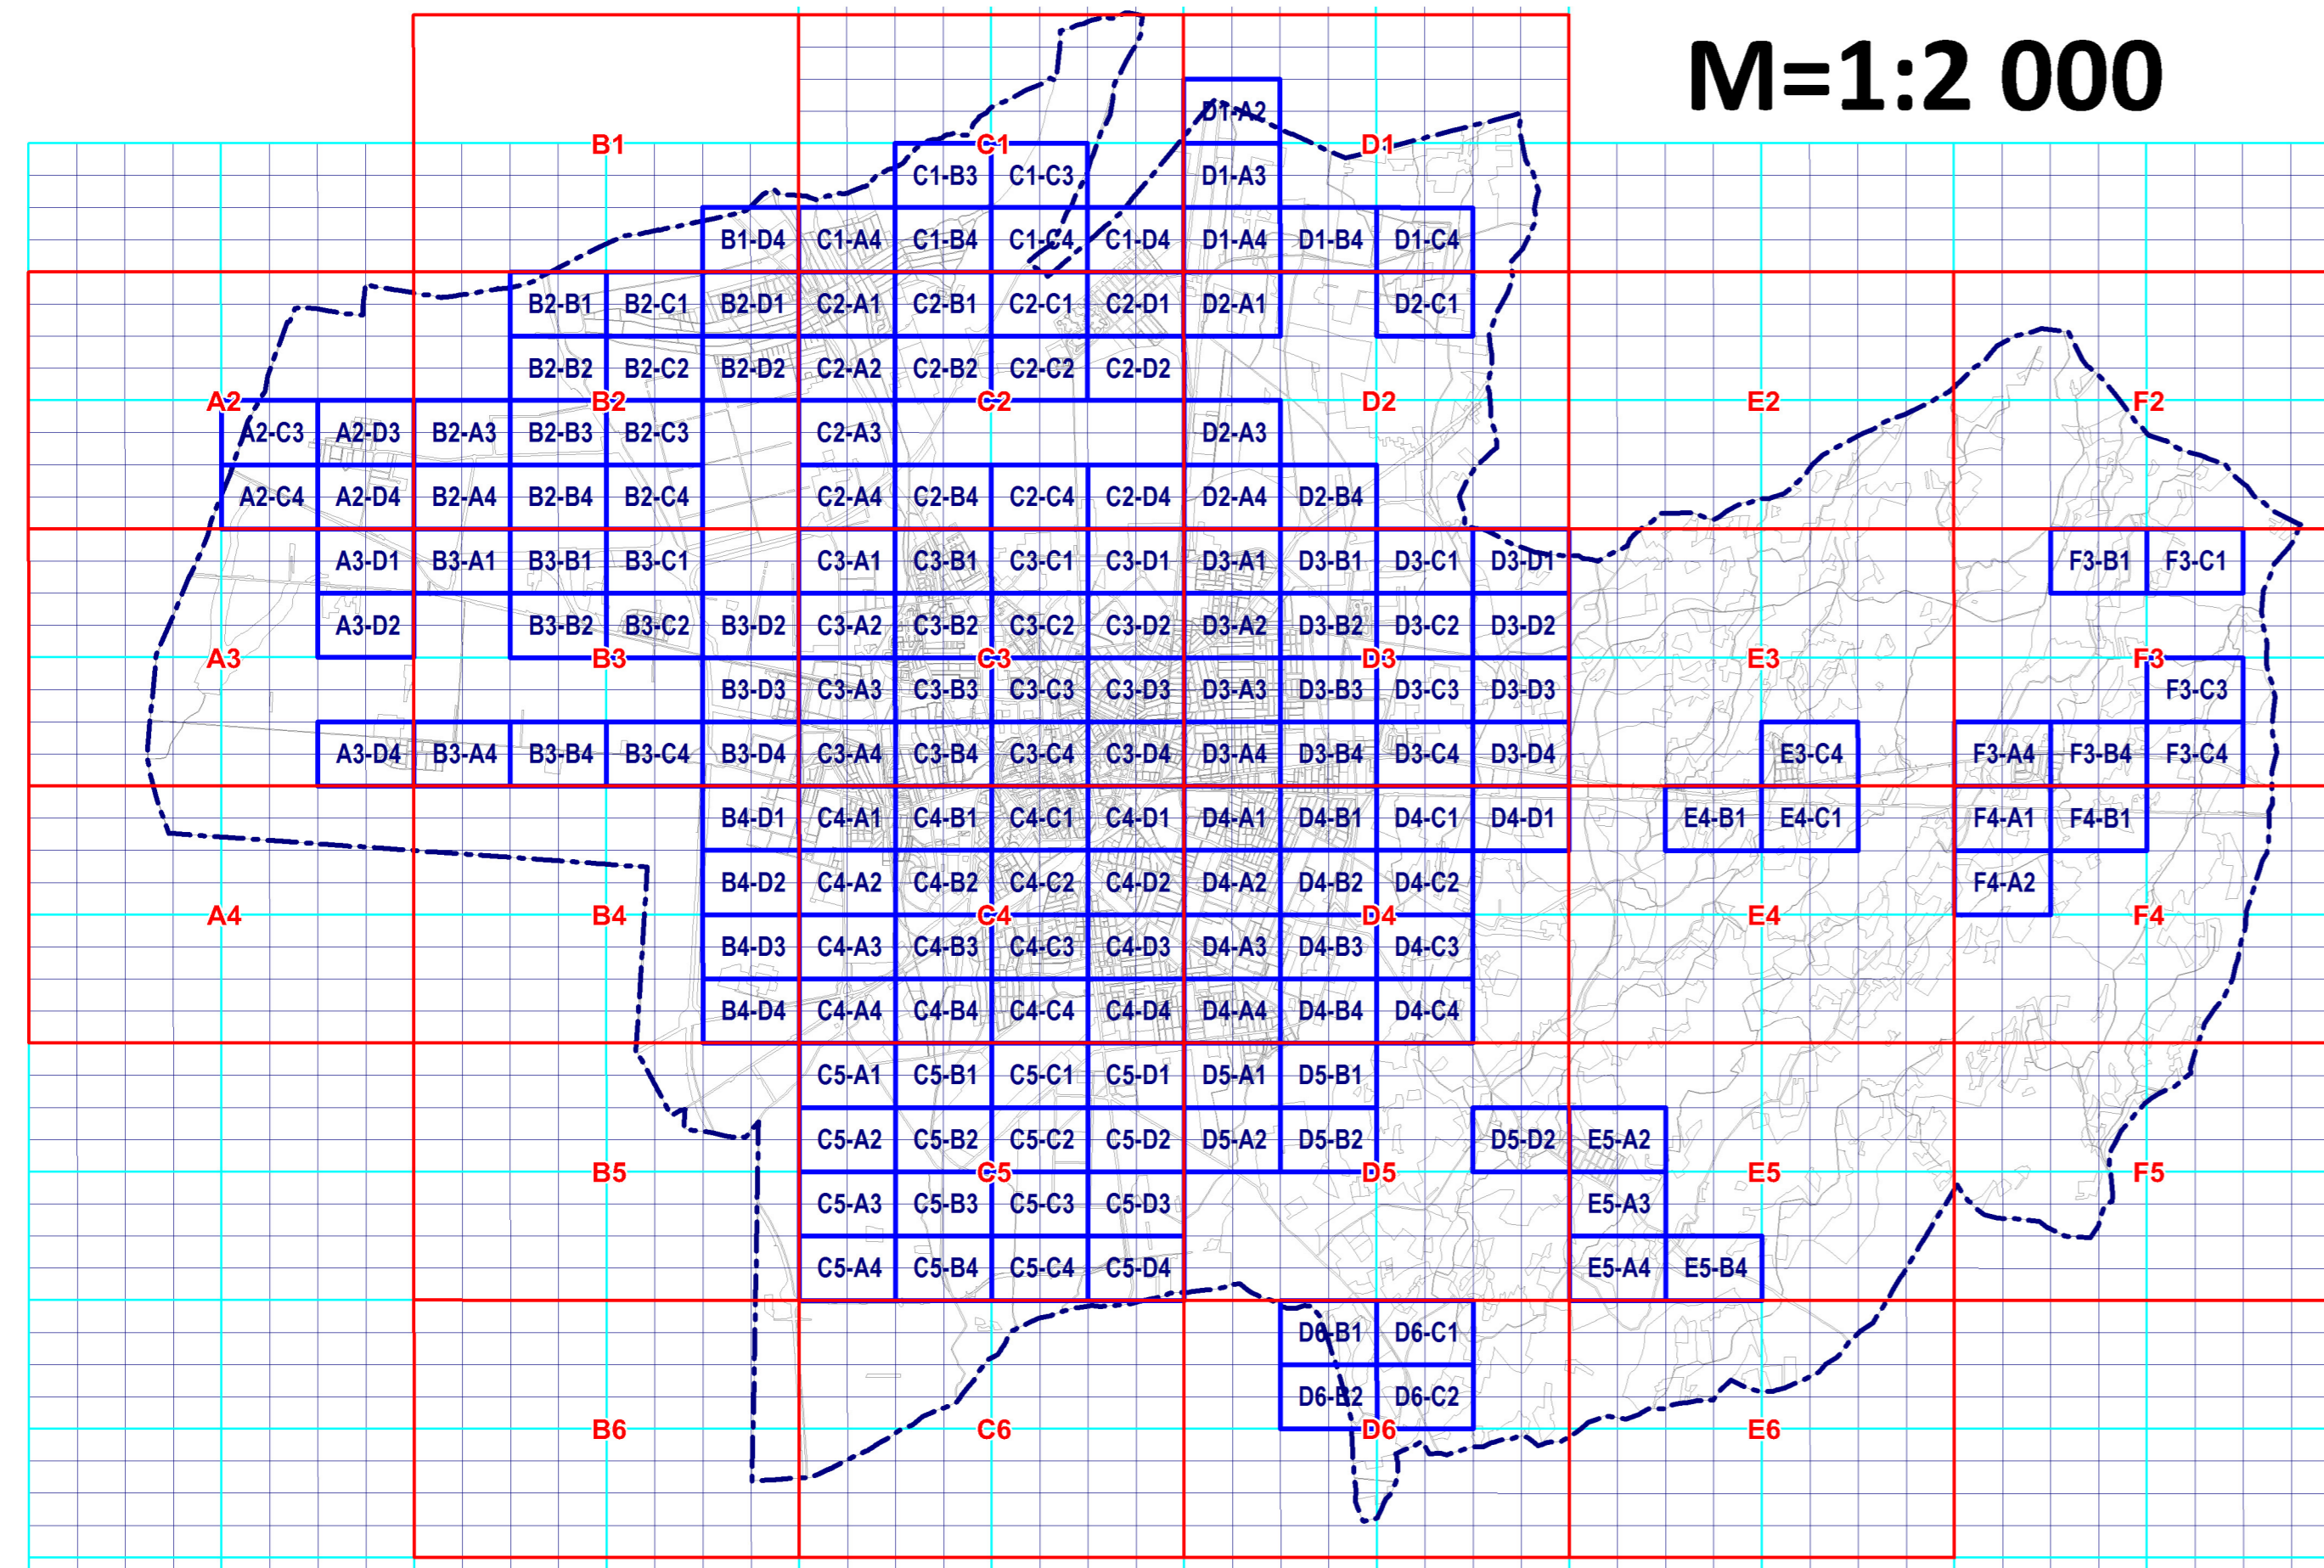 M=1:2 000
D1-A2
B1 C1 D1
C1-B3 C1-C3 D1-A3
B1-D4 C1-A4 C1-B4 C1-C4 C1-D4 D1-A4 D1-B4 D1-C4
B2-B1 B2-C1 B2-D1 C2-A1 C2-B1 C2-C1 C2-D1 D2-A1 D2-C1
B2-B2 B2-C2 B2-D2 C2-A2 C2-B2 C2-C2 C2-D2
A2 B2 C2 D2 E2 F2
A2-C3 A2-D3 B2-A3 B2-B3 B2-C3 C2-A3 D2-A3
A2-C4 A2-D4 B2-A4 B2-B4 B2-C4 C2-A4 C2-B4 C2-C4 C2-D4 D2-A4 D2-B4
A3-D1 B3-A1 B3-B1 B3-C1 C3-A1 C3-B1 C3-C1 C3-D1 D3-A1 D3-B1 D3-C1 D3-D1 F3-B1 F3-C1
A3-D2 B3-B2 B3-C2 B3-D2 C3-A2 C3-B2 C3-C2 C3-D2 D3-A2 D3-B2 D3-C2 D3-D2
A3 B3 C3 D3 E3 F3
B3-D3 C3-A3 C3-B3 C3-C3 C3-D3 D3-A3 D3-B3 D3-C3 D3-D3 F3-C3
A3-D4 B3-A4 B3-B4 B3-C4 B3-D4 C3-A4 C3-B4 C3-C4 C3-D4 D3-A4 D3-B4 D3-C4 D3-D4 E3-C4 F3-A4 F3-B4 F3-C4
B4-D1 C4-A1 C4-B1 C4-C1 C4-D1 D4-A1 D4-B1 D4-C1 D4-D1 E4-B1 E4-C1 F4-A1 F4-B1
B4-D2 C4-A2 C4-B2 C4-C2 C4-D2 D4-A2 D4-B2 D4-C2 F4-A2
A4 B4 C4 D4 E4 F4
B4-D3 C4-A3 C4-B3 C4-C3 C4-D3 D4-A3 D4-B3 D4-C3
B4-D4 C4-A4 C4-B4 C4-C4 C4-D4 D4-A4 D4-B4 D4-C4
C5-A1 C5-B1 C5-C1 C5-D1 D5-A1 D5-B1
C5-A2 C5-B2 C5-C2 C5-D2 D5-A2 D5-B2 D5-D2 E5-A2
B5 C5 D5 E5 F5
C5-A3 C5-B3 C5-C3 C5-D3 E5-A3
C5-A4 C5-B4 C5-C4 C5-D4 E5-A4 E5-B4
D6-B1 D6-C1
D6-B2 D6-C2
B6 C6 D6 E6